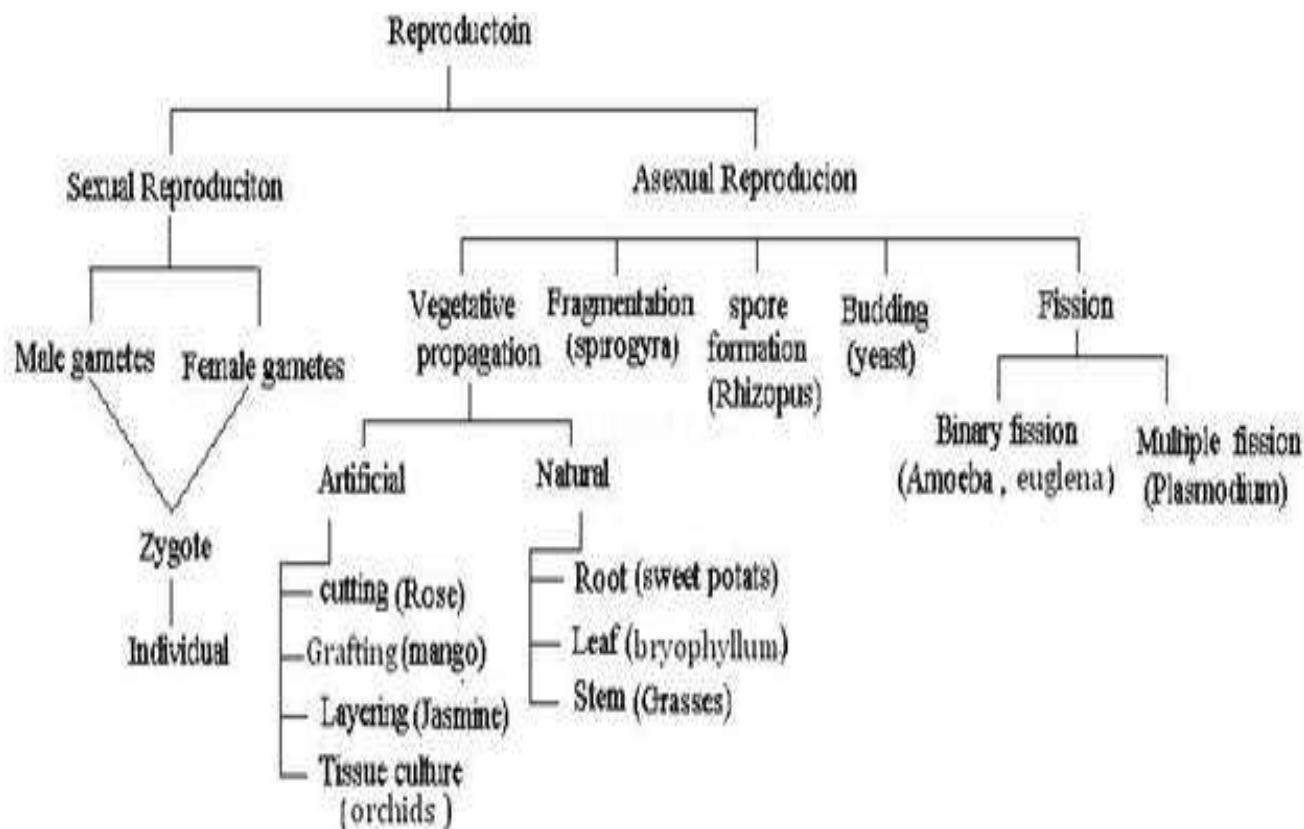 Reproductoin
Sexual Reproduciton
Asexual Reproducion
Male gametes
Female gametes
Zygote
Individual
Vegetative
propagation
Fragmentation
(spirogyra)
spore
formation
(Rhizopus)
Budding
(yeast)
Fission
Binary fission
(Amoeba , euglena)
Multiple fission
(Plasmodium)
Artificial
cutting (Rose)
Grafting (mango)
Layering (Jasmine)
Tissue culture
(orchids )
Natural
Root (sweet potats)
Leaf (bryophyllum)
Stem (Grasses)